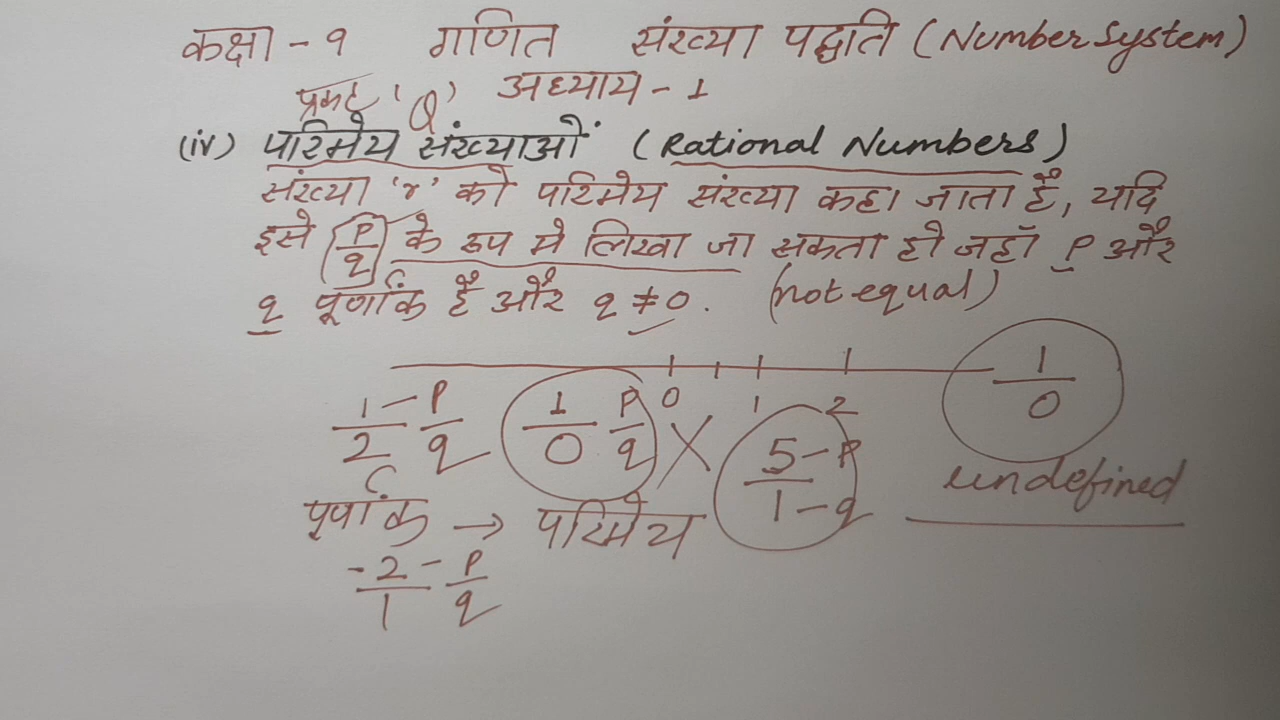 कक्षा - ९ गणित संख्या पद्धति (Number System)
प्रकट 'Q' अध्याय - 1
(iv) परिमेय संख्याओं (Rational Numbers)
संख्या 'r' को परिमेय संख्या कहा जाता है, यदि
इसे p/q के रूप मे लिखा जा सकता हो जहाँ p और
q पूर्णांक है और q ≠ 0. (not equal)
0 1 2
1/2 - p/q 1/0 p/q × 5/1 - p/q 1/0
undefined
पूर्णांक → परिमेय
-2/1 - p/q